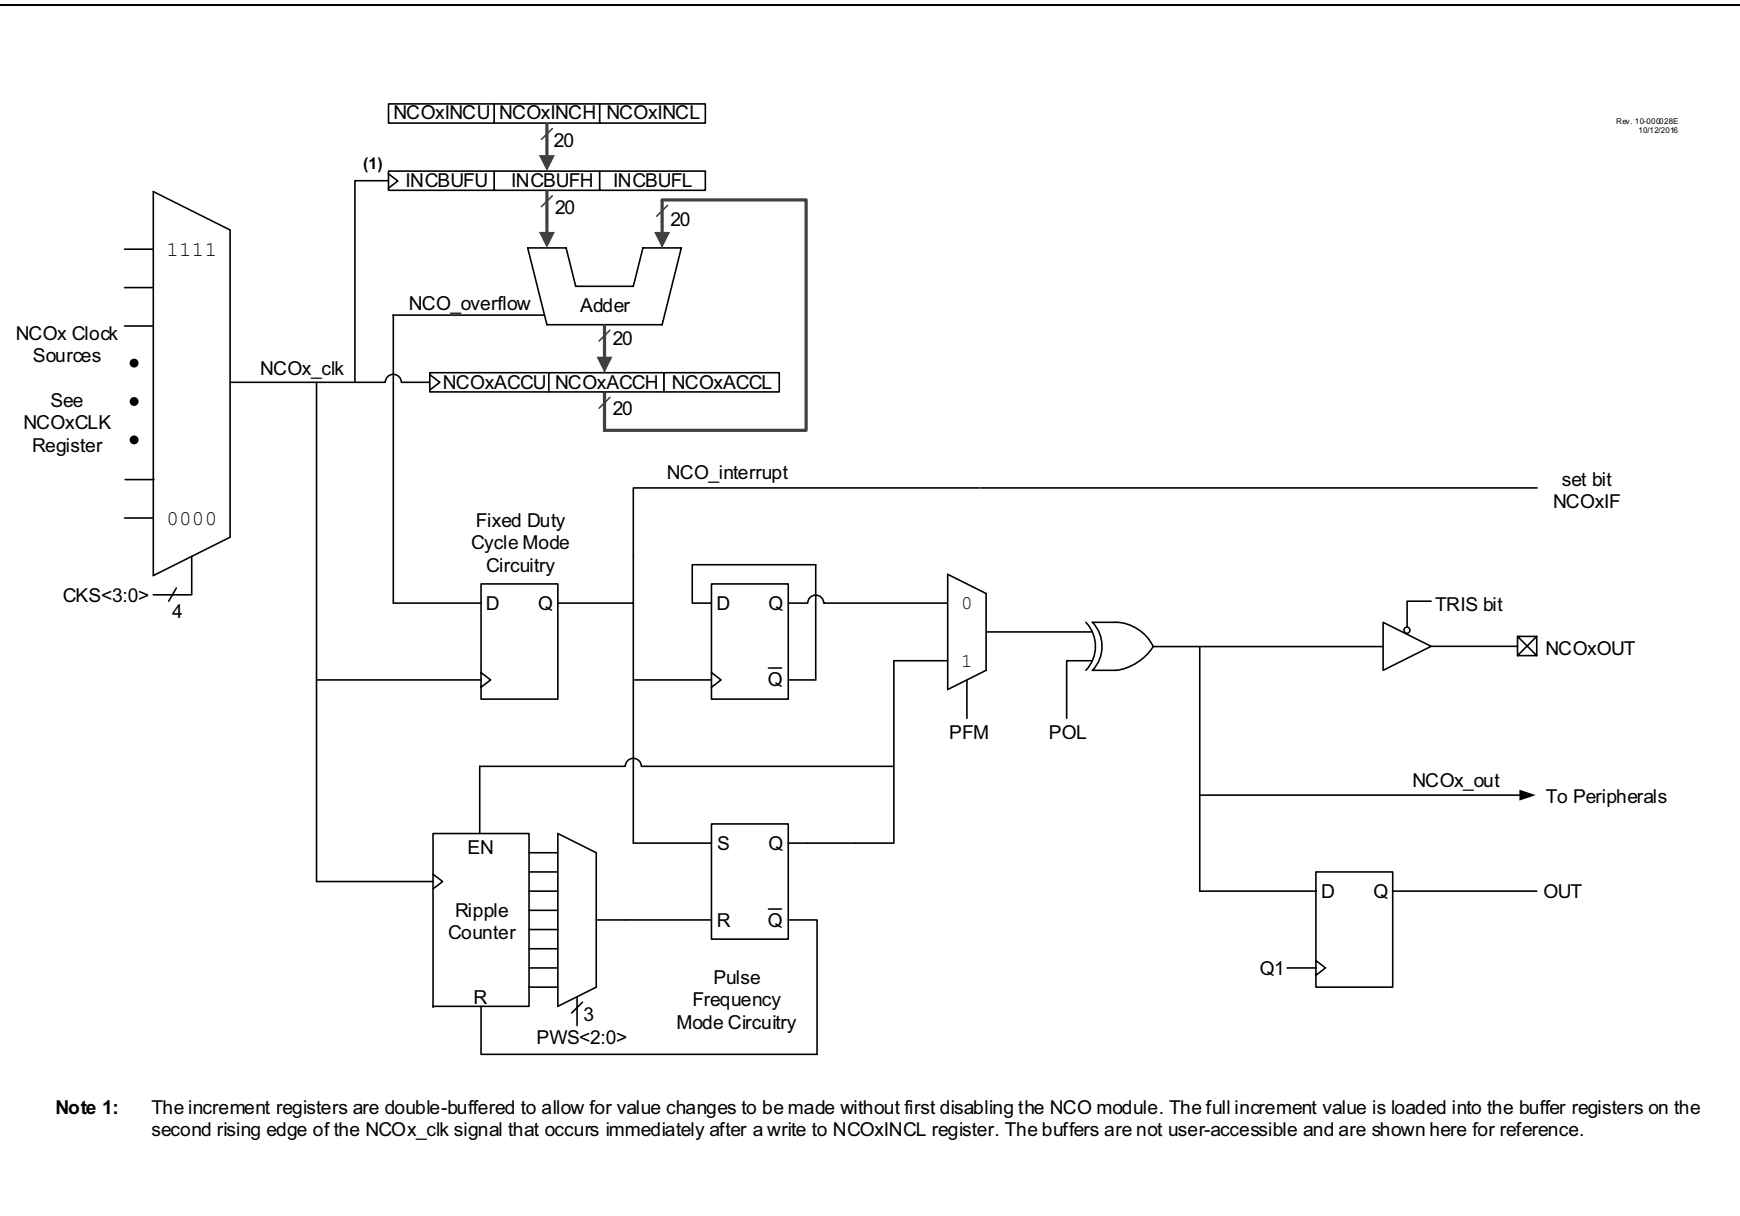 Rev. 10-000028E
10/12/2016
NCOxINCU NCOxINCH NCOxINCL
20
(1)
INCBUFU INCBUFH INCBUFL
20
20
1111
Adder
NCO_overflow
20
NCOx Clock
Sources
NCOx_clk
NCOxACCU NCOxACCH NCOxACCL
20
See
NCOxCLK
Register
NCO_interrupt
set bit
NCOxIF
0000
Fixed Duty
Cycle Mode
Circuitry
CKS<3:0>
4
D Q
D Q
Q
0
1
PFM
POL
TRIS bit
NCOxOUT
NCOx_out
To Peripherals
EN
Ripple
Counter
R
S Q
R Q
3
PWS<2:0>
Pulse
Frequency
Mode Circuitry
D Q
OUT
Q1
Note 1: The increment registers are double-buffered to allow for value changes to be made without first disabling the NCO module. The full increment value is loaded into the buffer registers on the
second rising edge of the NCOx_clk signal that occurs immediately after a write to NCOxINCL register. The buffers are not user-accessible and are shown here for reference.